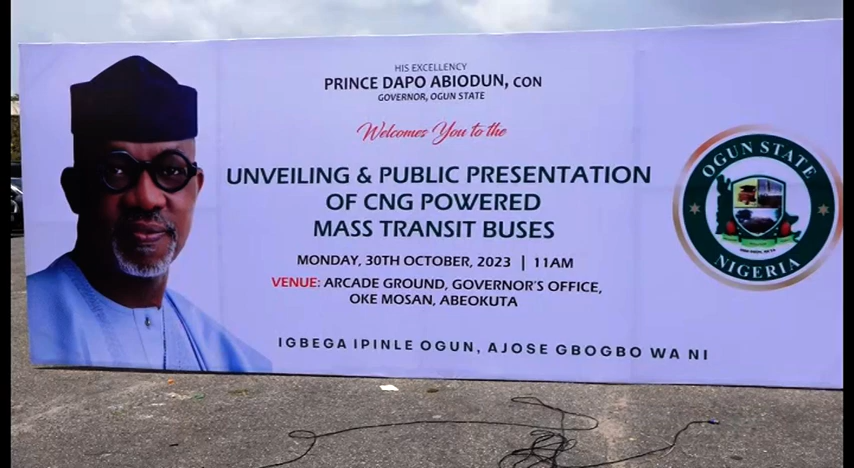 HIS EXCELLENCY
PRINCE DAPO ABIODUN, CON
GOVERNOR, OGUN STATE
Welcomes You to the
UNVEILING & PUBLIC PRESENTATION
OF CNG POWERED
MASS TRANSIT BUSES
MONDAY, 30TH OCTOBER, 2023 | 11AM
VENUE: ARCADE GROUND, GOVERNOR'S OFFICE,
OKE MOSAN, ABEOKUTA
IGBEGA IPINLE OGUN, AJOSE GBOGBO WA NI
OGUN STATE
NIGERIA